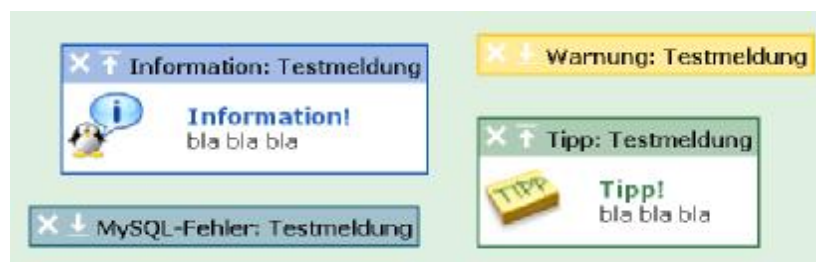 Information: Testmeldung
Information!
bla bla bla
MySQL-Fehler: Testmeldung
Warnung: Testmeldung
Tipp: Testmeldung
TIPP
Tipp!
bla bla bla